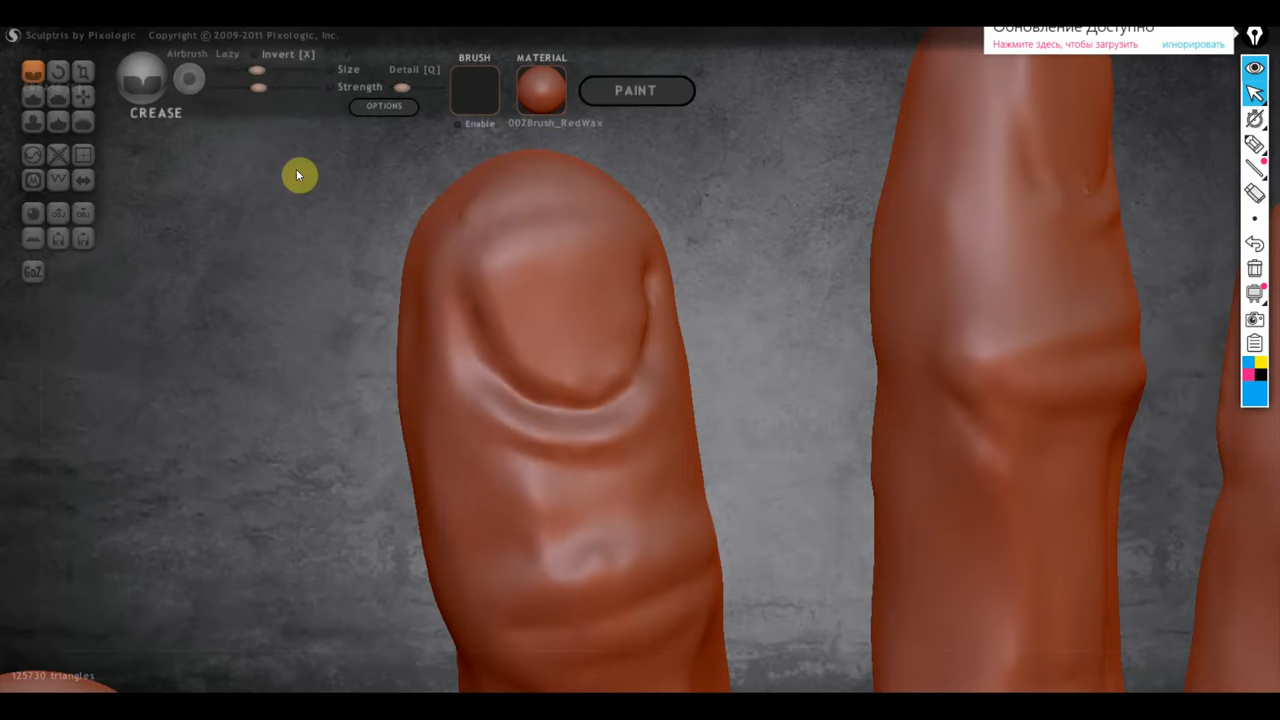 Sculptris by Pixologic Copyright © 2009-2011 Pixologic, Inc.
Обновление Доступно
Нажмите здесь, чтобы загрузить игнорировать
Airbrush Lazy Invert [X]
Size Detail [Q]
Strength
OPTIONS
CREASE
BRUSH
Enable
MATERIAL
00ZBrush_RedWax
PAINT
GoZ
125730 triangles